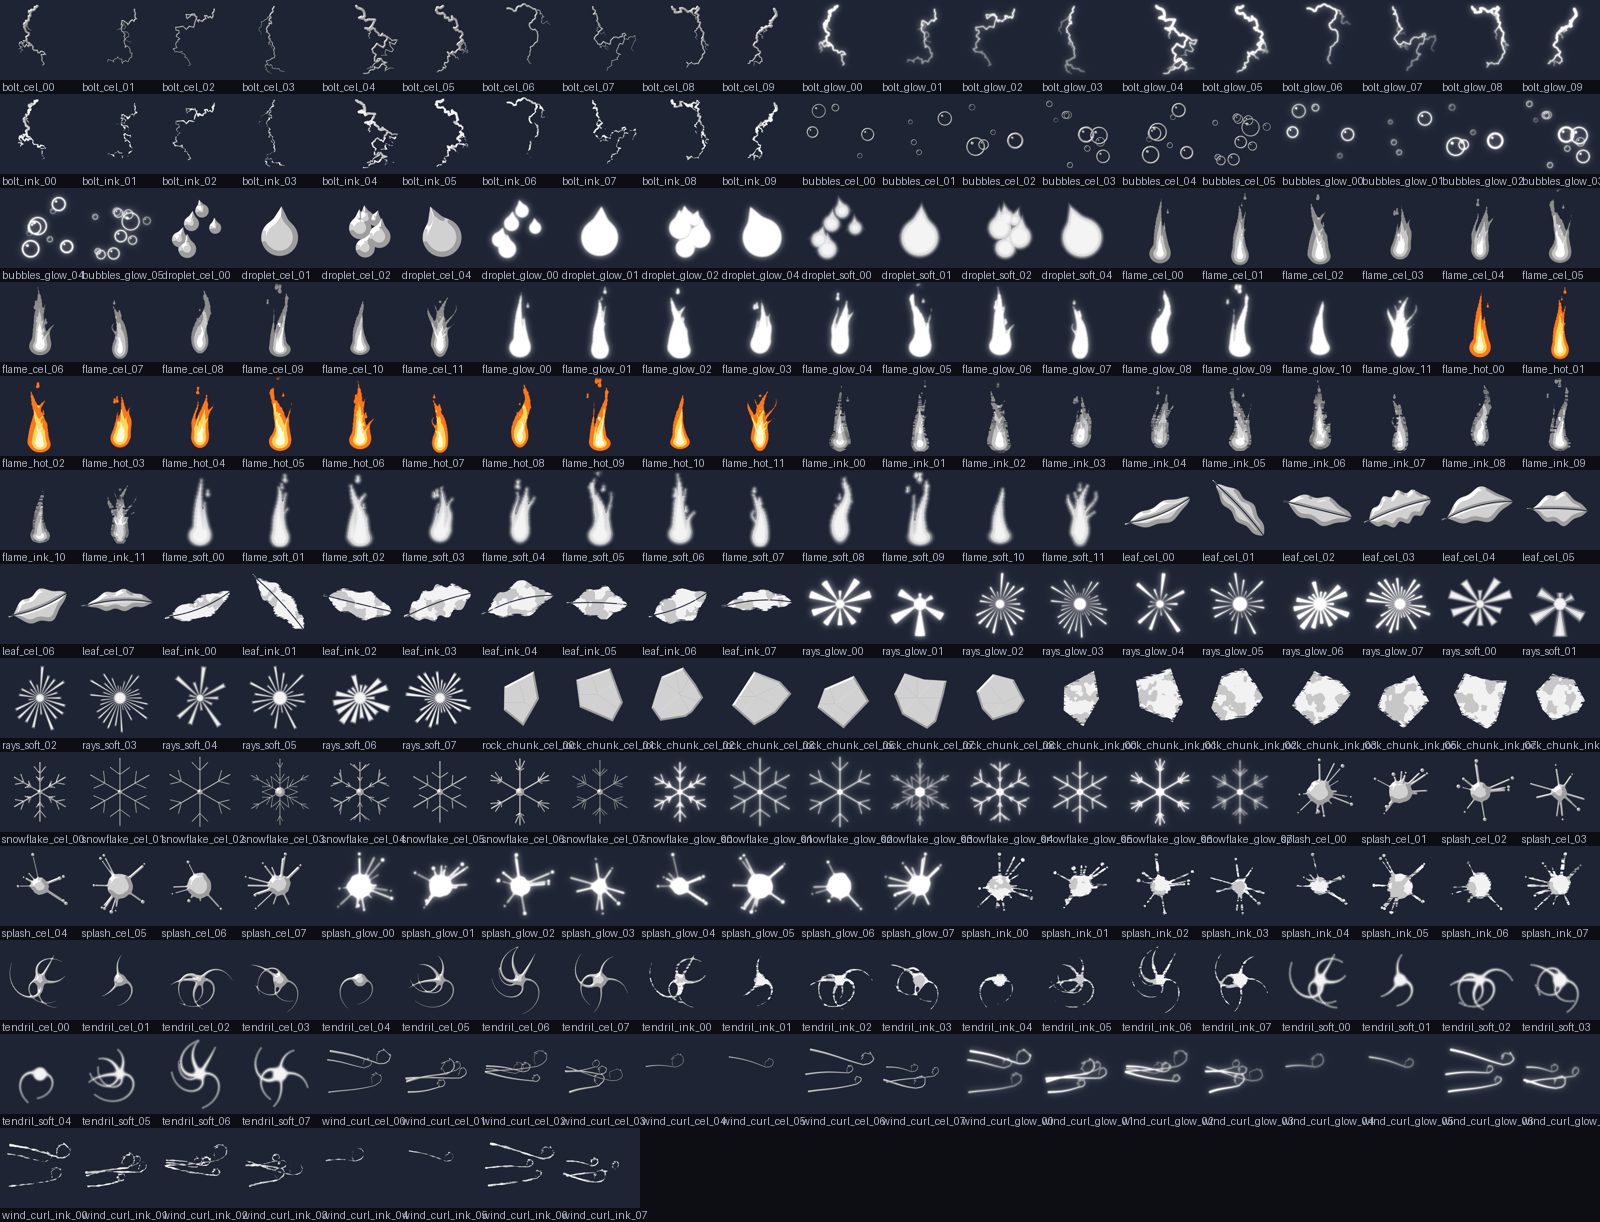 bolt_cel_00 bolt_cel_01 bolt_cel_02 bolt_cel_03 bolt_cel_04 bolt_cel_05 bolt_cel_06 bolt_cel_07 bolt_cel_08 bolt_cel_09 bolt_glow_00 bolt_glow_01 bolt_glow_02 bolt_glow_03 bolt_glow_04 bolt_glow_05 bolt_glow_06 bolt_glow_07 bolt_glow_08 bolt_glow_09
bolt_ink_00 bolt_ink_01 bolt_ink_02 bolt_ink_03 bolt_ink_04 bolt_ink_05 bolt_ink_06 bolt_ink_07 bolt_ink_08 bolt_ink_09 bubbles_cel_00 bubbles_cel_01 bubbles_cel_02 bubbles_cel_03 bubbles_cel_04 bubbles_cel_05 bubbles_glow_00 bubbles_glow_01 bubbles_glow_02 bubbles_glow_03
bubbles_glow_04 bubbles_glow_05 droplet_cel_00 droplet_cel_01 droplet_cel_02 droplet_cel_04 droplet_glow_00 droplet_glow_01 droplet_glow_02 droplet_glow_04 droplet_soft_00 droplet_soft_01 droplet_soft_02 droplet_soft_04 flame_cel_00 flame_cel_01 flame_cel_02 flame_cel_03 flame_cel_04 flame_cel_05
flame_cel_06 flame_cel_07 flame_cel_08 flame_cel_09 flame_cel_10 flame_cel_11 flame_glow_00 flame_glow_01 flame_glow_02 flame_glow_03 flame_glow_04 flame_glow_05 flame_glow_06 flame_glow_07 flame_glow_08 flame_glow_09 flame_glow_10 flame_glow_11 flame_hot_00 flame_hot_01
flame_hot_02 flame_hot_03 flame_hot_04 flame_hot_05 flame_hot_06 flame_hot_07 flame_hot_08 flame_hot_09 flame_hot_10 flame_hot_11 flame_ink_00 flame_ink_01 flame_ink_02 flame_ink_03 flame_ink_04 flame_ink_05 flame_ink_06 flame_ink_07 flame_ink_08 flame_ink_09
flame_ink_10 flame_ink_11 flame_soft_00 flame_soft_01 flame_soft_02 flame_soft_03 flame_soft_04 flame_soft_05 flame_soft_06 flame_soft_07 flame_soft_08 flame_soft_09 flame_soft_10 flame_soft_11 leaf_cel_00 leaf_cel_01 leaf_cel_02 leaf_cel_03 leaf_cel_04 leaf_cel_05
leaf_cel_06 leaf_cel_07 leaf_ink_00 leaf_ink_01 leaf_ink_02 leaf_ink_03 leaf_ink_04 leaf_ink_05 leaf_ink_06 leaf_ink_07 rays_glow_00 rays_glow_01 rays_glow_02 rays_glow_03 rays_glow_04 rays_glow_05 rays_glow_06 rays_glow_07 rays_soft_00 rays_soft_01
rays_soft_02 rays_soft_03 rays_soft_04 rays_soft_05 rays_soft_06 rays_soft_07
splash_cel_00 splash_cel_01 splash_cel_02 splash_cel_03
splash_cel_04 splash_cel_05 splash_cel_06 splash_cel_07 splash_glow_00 splash_glow_01 splash_glow_02 splash_glow_03 splash_glow_04 splash_glow_05 splash_glow_06 splash_glow_07 splash_ink_00 splash_ink_01 splash_ink_02 splash_ink_03 splash_ink_04 splash_ink_05 splash_ink_06 splash_ink_07
tendril_cel_00 tendril_cel_01 tendril_cel_02 tendril_cel_03 tendril_cel_04 tendril_cel_05 tendril_cel_06 tendril_cel_07 tendril_ink_00 tendril_ink_01 tendril_ink_02 tendril_ink_03 tendril_ink_04 tendril_ink_05 tendril_ink_06 tendril_ink_07 tendril_soft_00 tendril_soft_01 tendril_soft_02 tendril_soft_03
tendril_soft_04 tendril_soft_05 tendril_soft_06 tendril_soft_07
wind_curl_ink_07